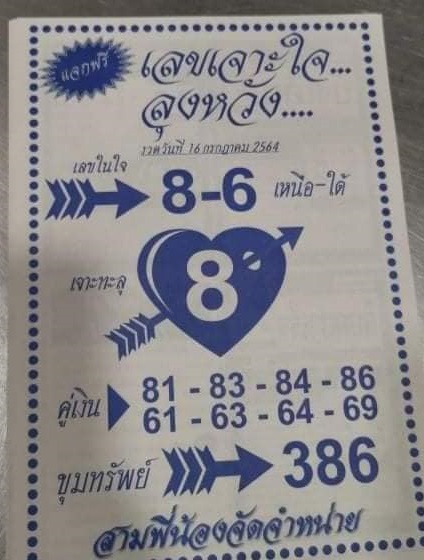 แจกฟรี
เลขเจาะใจ...
ลุงหวัง....
งวดวันที่ 16 กรกฎาคม 2564
เลขในใจ
8-6 เหนือ-ใต้
เจาะทะลุ
8
คู่เงิน
81 - 83 - 84 - 86
61 - 63 - 64 - 69
ขุมทรัพย์ 386
สามพี่น้องจัดจำหน่าย